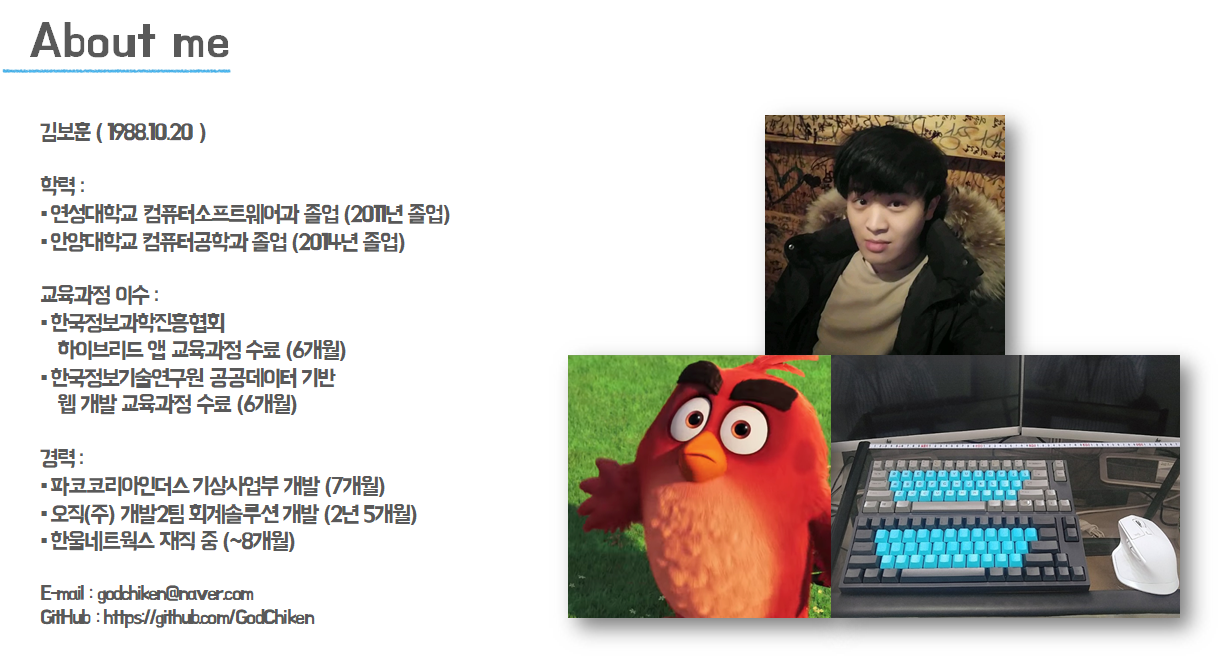 About me
김보훈 ( 1988.10.20 )
학력 :
▪ 연성대학교 컴퓨터소프트웨어과 졸업 (2011년 졸업)
▪ 안양대학교 컴퓨터공학과 졸업 (2014년 졸업)
교육과정 이수 :
▪ 한국정보과학진흥협회
하이브리드 앱 교육과정 수료 (6개월)
▪ 한국정보기술연구원 공공데이터 기반
웹 개발 교육과정 수료 (6개월)
경력 :
▪ 파코코리아인더스 기상사업부 개발 (7개월)
▪ 오직(주) 개발2팀 회계솔루션 개발 (2년 5개월)
▪ 한울네트웍스 재직 중 (~8개월)
E-mail : godchiken@naver.com
GitHub : https://github.com/GodChiken